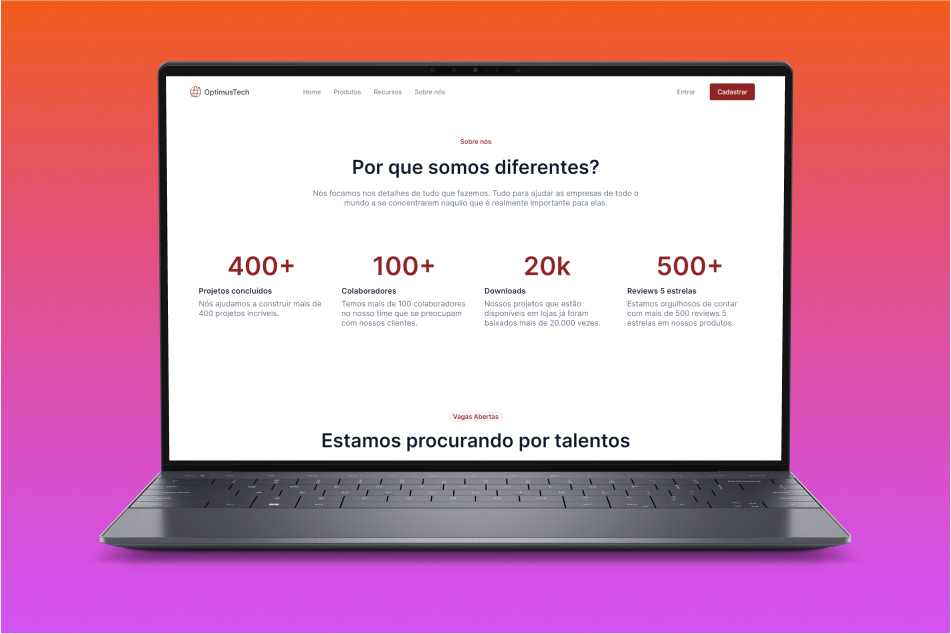 OptimusTech Home Produtos Recursos Sobre nós Entrar Cadastrar
Sobre nós
Por que somos diferentes?
Nós focamos nos detalhes de tudo que fazemos. Tudo para ajudar as empresas de todo o
mundo a se concentrarem naquilo que é realmente importante para elas.
400+
Projetos concluídos
Nós ajudamos a construir mais de
400 projetos incríveis.
100+
Colaboradores
Temos mais de 100 colaboradores
no nosso time que se preocupam
com nossos clientes.
20k
Downloads
Nossos projetos que estão
disponíveis em lojas já foram
baixados mais de 20.000 vezes.
500+
Reviews 5 estrelas
Estamos orgulhosos de contar
com mais de 500 reviews 5
estrelas em nossos produtos.
Vagas Abertas
Estamos procurando por talentos